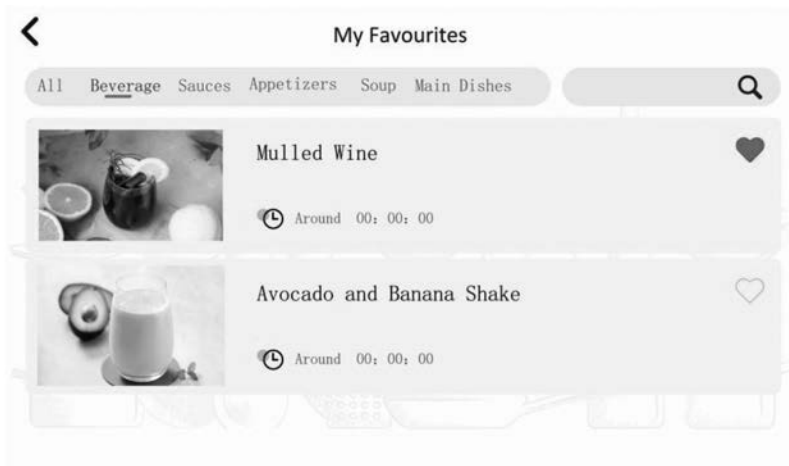 My Favourites
All Beverage Sauces Appetizers Soup Main Dishes
Mulled Wine
Around 00: 00: 00
Avocado and Banana Shake
Around 00: 00: 00